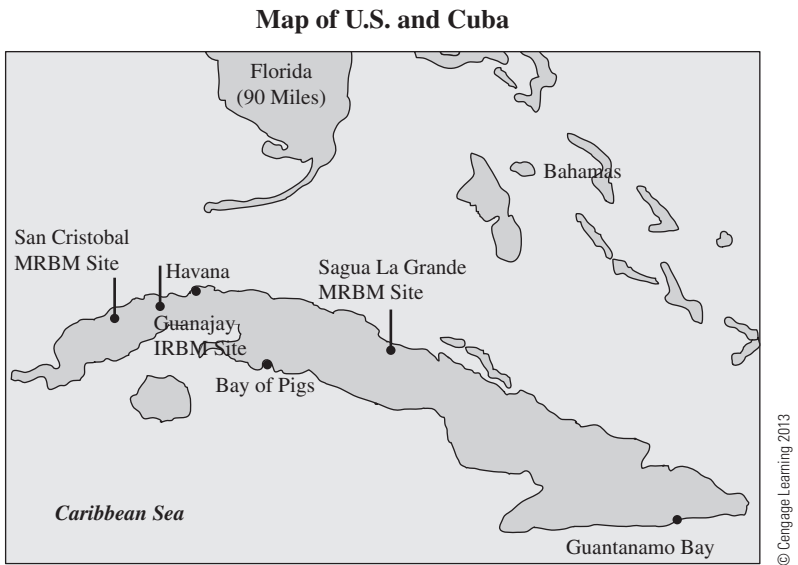 Map of U.S. and Cuba
Florida
(90 Miles)
Bahamas
San Cristobal
MRBM Site
Havana
Sagua La Grande
MRBM Site
Guanajay
IRBM Site
Bay of Pigs
Caribbean Sea
Guantanamo Bay
© Cengage Learning 2013